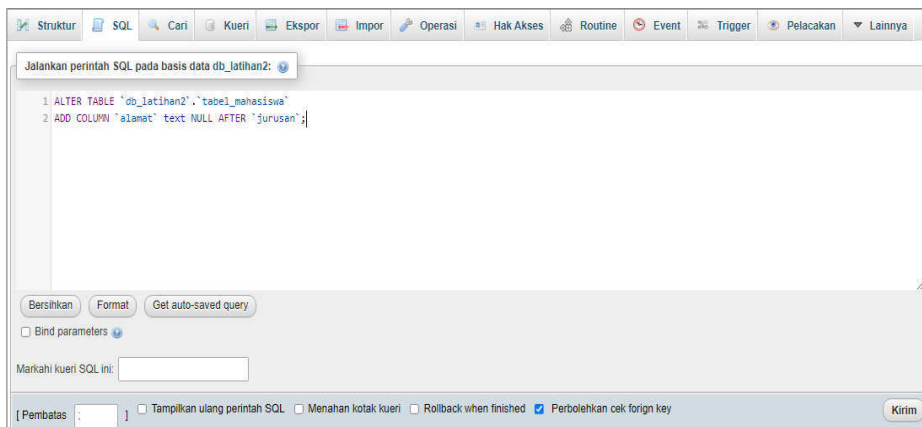 Struktur SQL Cari Kueri Ekspor Impor Operasi Hak Akses Routine Event Trigger Pelacakan Lainnya
Jalankan perintah SQL pada basis data db_latihan2:
1 ALTER TABLE `db_latihan2`.`tabel_mahasiswa`
2 ADD COLUMN `alamat` text NULL AFTER `jurusan`;
Bersihkan Format Get auto-saved query
Bind parameters
Markahi kueri SQL ini:
[ Pembatas ; ] Tampilkan ulang perintah SQL Menahan kotak kueri Rollback when finished Perbolehkan cek forign key Kirim